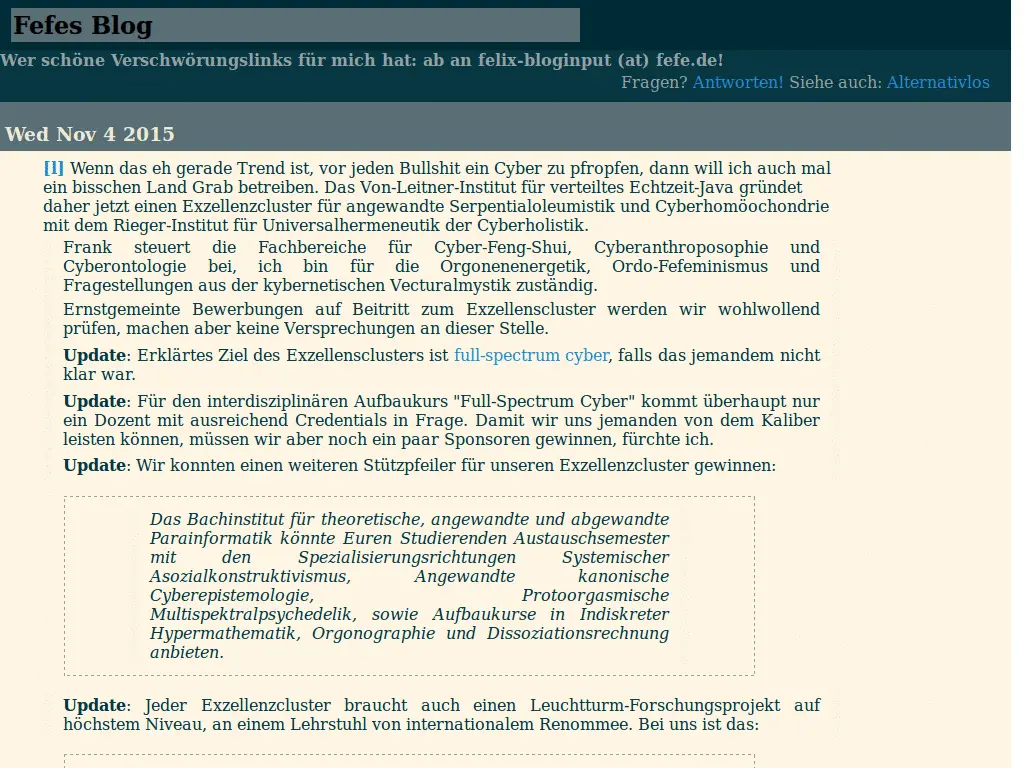 Fefes Blog
Wer schöne Verschwörungslinks für mich hat: ab an felix-bloginput (at) fefe.de!
Fragen? Antworten! Siehe auch: Alternativlos
Wed Nov 4 2015
[l] Wenn das eh gerade Trend ist, vor jeden Bullshit ein Cyber zu pfropfen, dann will ich auch mal
ein bisschen Land Grab betreiben. Das Von-Leitner-Institut für verteiltes Echtzeit-Java gründet
daher jetzt einen Exzellenzcluster für angewandte Serpentialoleumistik und Cyberhomöochondrie
mit dem Rieger-Institut für Universalhermeneutik der Cyberholistik.
Frank steuert die Fachbereiche für Cyber-Feng-Shui, Cyberanthroposophie und
Cyberontologie bei, ich bin für die Orgonenenergetik, Ordo-Fefeminismus und
Fragestellungen aus der kybernetischen Vecturalmystik zuständig.
Ernstgemeinte Bewerbungen auf Beitritt zum Exzellenscluster werden wir wohlwollend
prüfen, machen aber keine Versprechungen an dieser Stelle.
Update: Erklärtes Ziel des Exzellensclusters ist full-spectrum cyber, falls das jemandem nicht
klar war.
Update: Für den interdisziplinären Aufbaukurs "Full-Spectrum Cyber" kommt überhaupt nur
ein Dozent mit ausreichend Credentials in Frage. Damit wir uns jemanden von dem Kaliber
leisten können, müssen wir aber noch ein paar Sponsoren gewinnen, fürchte ich.
Update: Wir konnten einen weiteren Stützpfeiler für unseren Exzellenzcluster gewinnen:
Das Bachinstitut für theoretische, angewandte und abgewandte
Parainformatik könnte Euren Studierenden Austauschsemester
mit den Spezialisierungsrichtungen Systemischer
Asozialkonstruktivismus, Angewandte kanonische
Cyberepistemologie, Protoorgasmische
Multispektralpsychedelik, sowie Aufbaukurse in Indiskreter
Hypermathematik, Orgonographie und Dissoziationsrechnung
anbieten.
Update: Jeder Exzellenzcluster braucht auch einen Leuchtturm-Forschungsprojekt auf
höchstem Niveau, an einem Lehrstuhl von internationalem Renommee. Bei uns ist das: